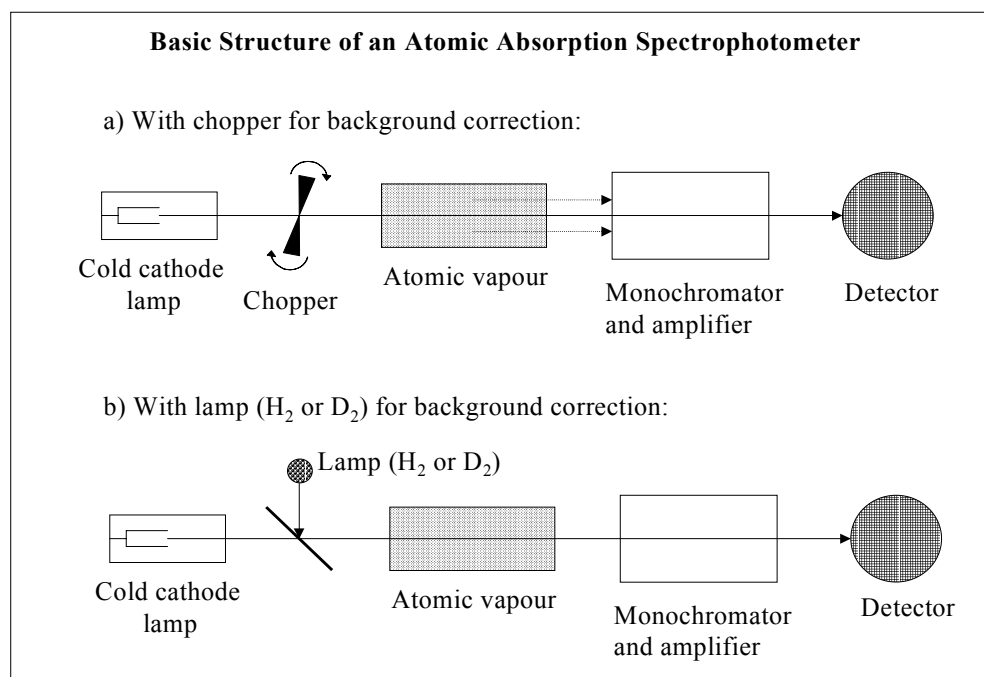 Basic Structure of an Atomic Absorption Spectrophotometer
a) With chopper for background correction:
Cold cathode
lamp
Chopper
Atomic vapour
Monochromator
and amplifier
Detector
b) With lamp (H₂ or D₂) for background correction:
Lamp (H₂ or D₂)
Cold cathode
lamp
Atomic vapour
Monochromator
and amplifier
Detector